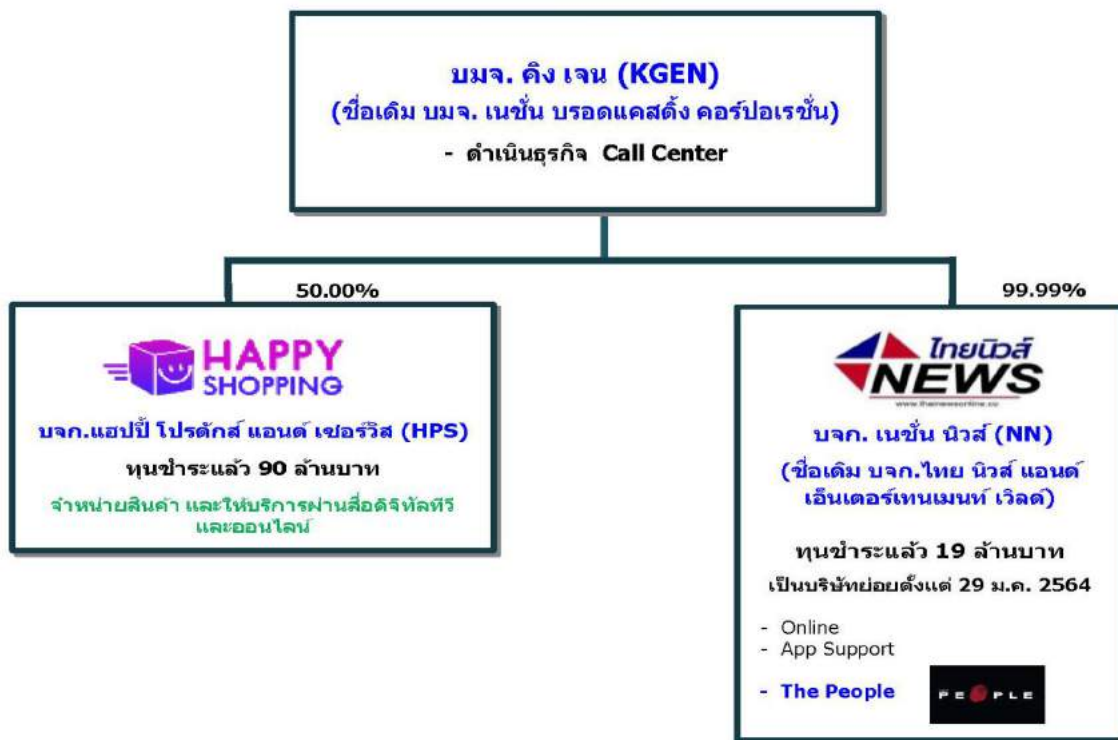 บมจ. คิง เจน (KGEN)
(ชื่อเดิม บมจ. เนชั่น บรอดแคสติ้ง คอร์ปอเรชั่น)
- ดำเนินธุรกิจ Call Center
50.00%
HAPPY
SHOPPING
บจก.แฮปปี้ โปรดักส์ แอนด์ เซอร์วิส (HPS)
ทุนชำระแล้ว 90 ล้านบาท
จำหน่ายสินค้า และให้บริการผ่านสื่อดิจิทัลทีวี
และออนไลน์
99.99%
ไทยนิวส์
NEWS
www.thainewsonline.co
บจก. เนชั่น นิวส์ (NN)
(ชื่อเดิม บจก.ไทย นิวส์ แอนด์
เอ็นเตอร์เทนเมนท์ เวิลด์)
ทุนชำระแล้ว 19 ล้านบาท
เป็นบริษัทย่อยตั้งแต่ 29 ม.ค. 2564
- Online
- App Support
- The People
PEOPLE